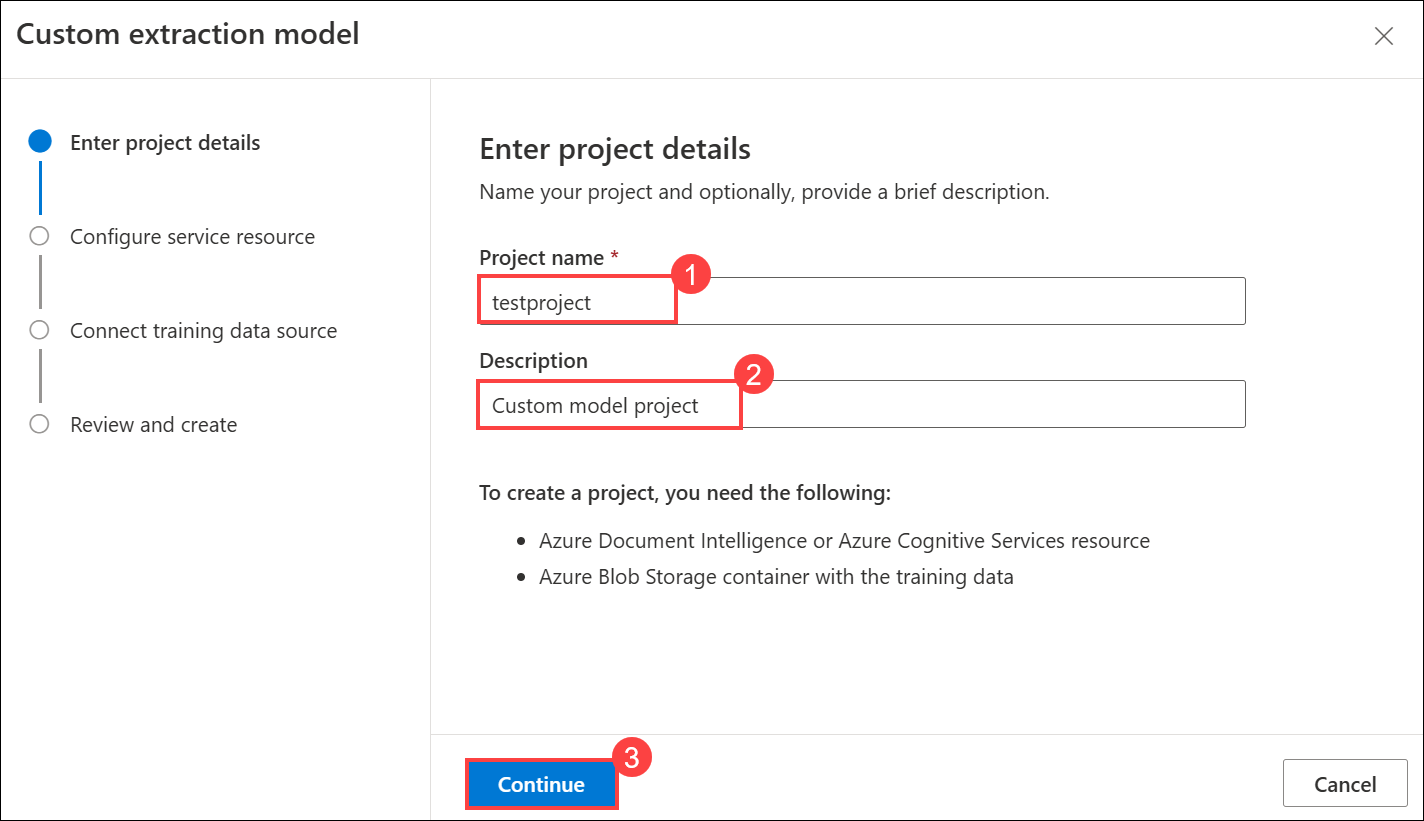 Custom extraction model
Enter project details
Configure service resource
Connect training data source
Review and create
Enter project details
Name your project and optionally, provide a brief description.
Project name *
1
testproject
Description
2
Custom model project
To create a project, you need the following:
• Azure Document Intelligence or Azure Cognitive Services resource
• Azure Blob Storage container with the training data
3
Continue
Cancel